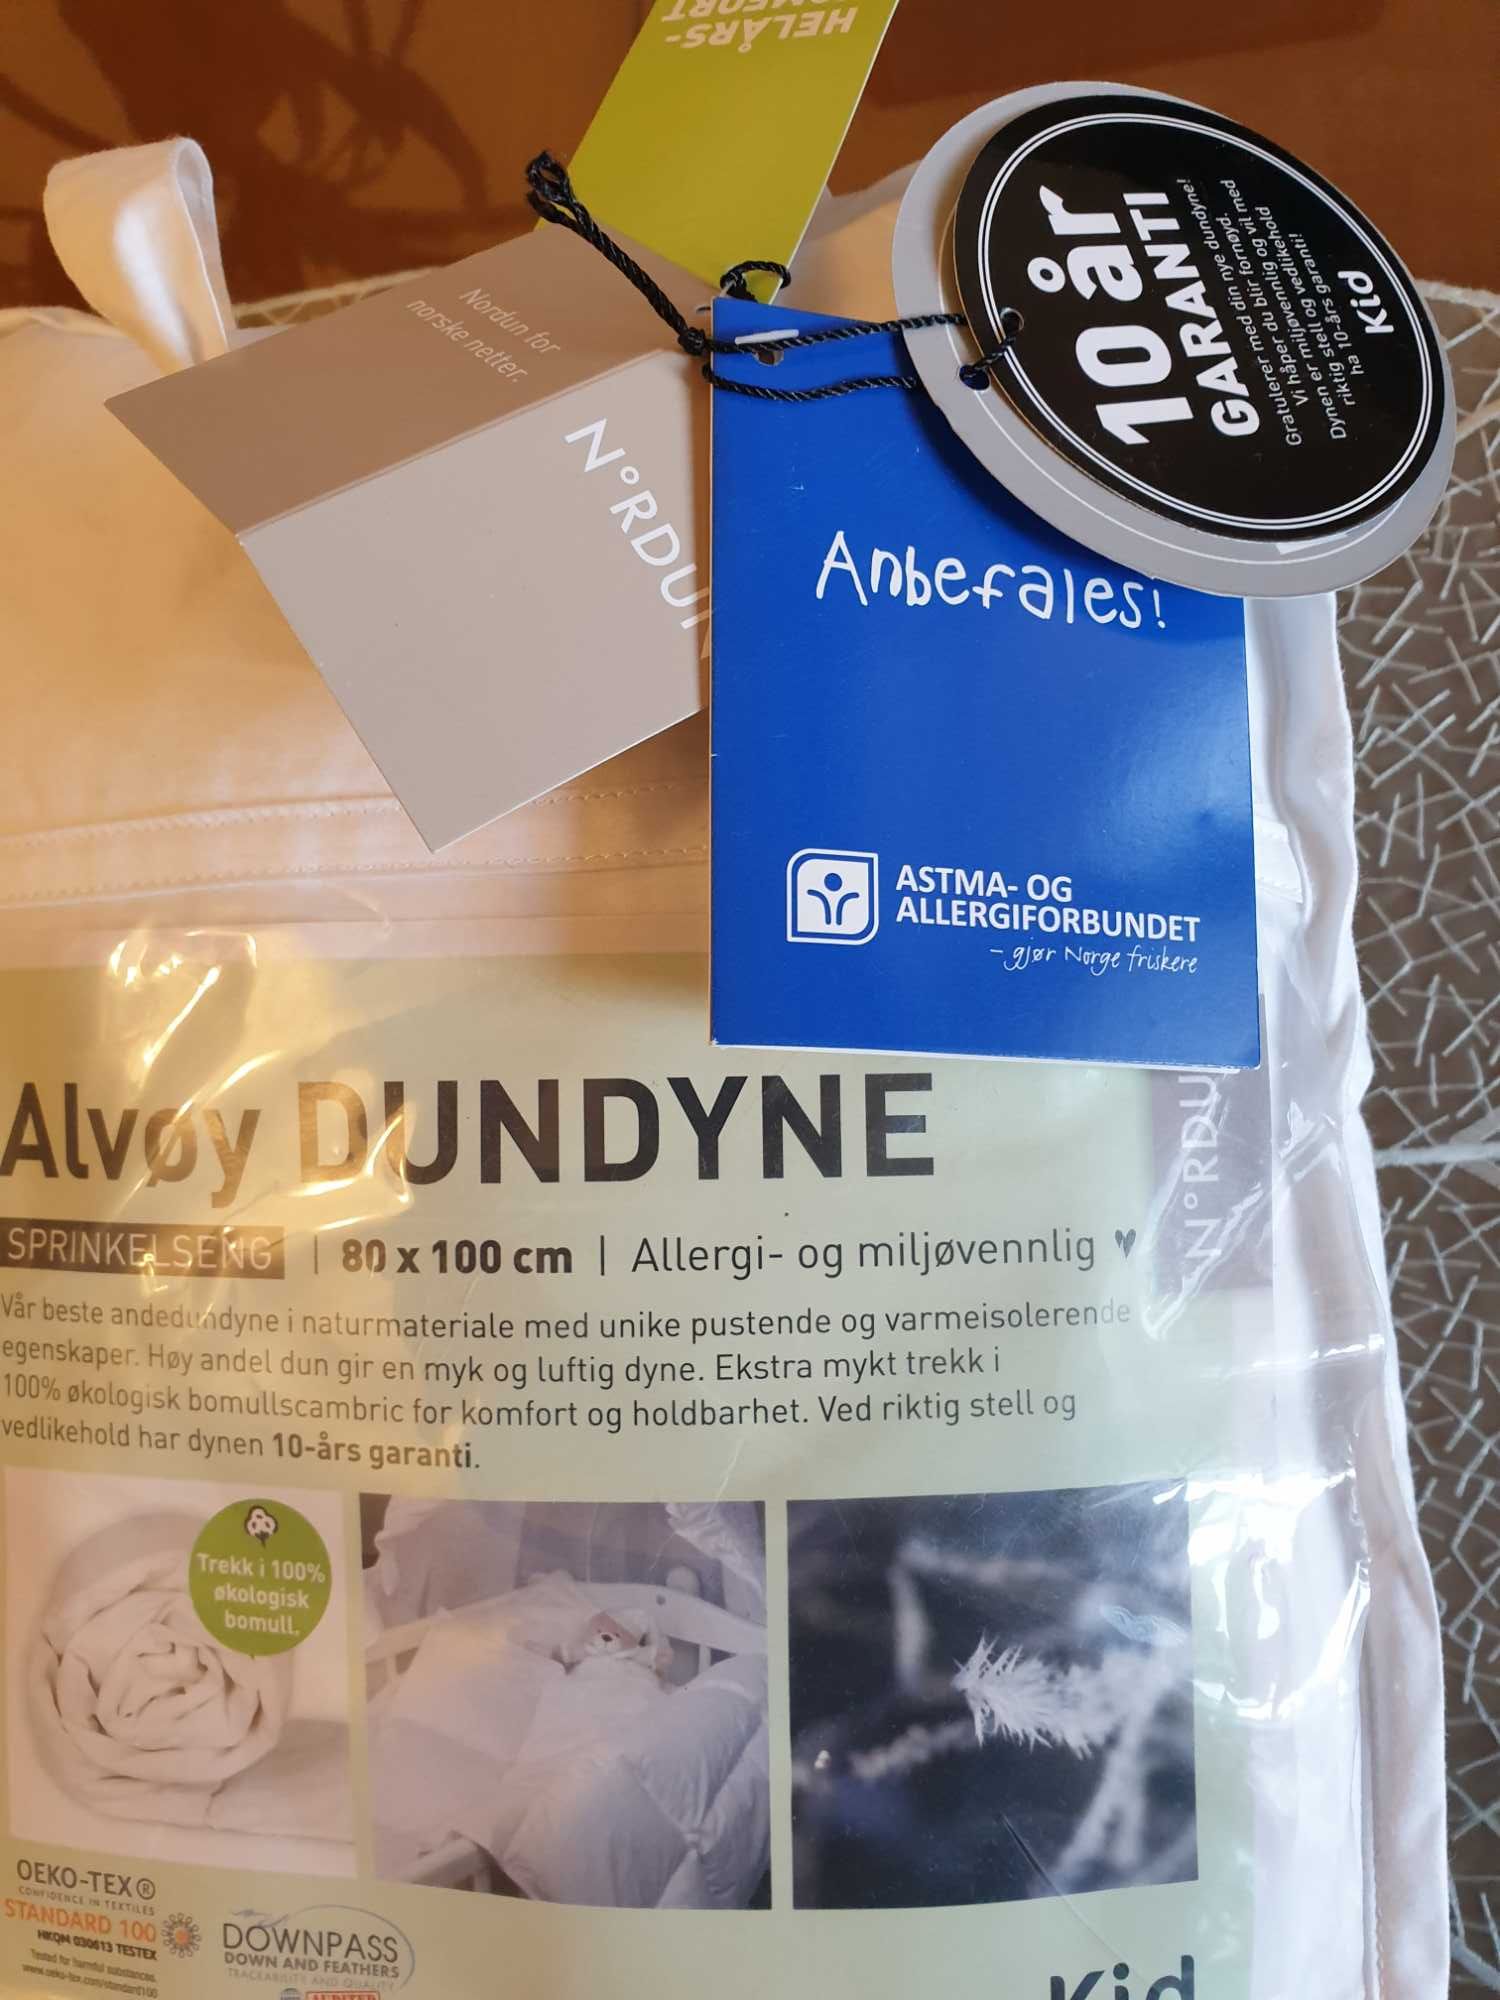 HELÅRS-
KOMFORT
Nordun for
norske netter.
NORDUN
10 år
GARANTI
Gratulerer med din nye dundyne!
Vi håper du blir fornøyd.
Dynen er miljøvennlig og
riktig stell og vedlikehold
ha 10-års garanti!
Kid
Anbefales!
ASTMA- OG
ALLERGIFORBUNDET
- gjør Norge friskere
Alvøy DUNDYNE
NORDU
SPRINKELSENG | 80 x 100 cm | Allergi- og miljøvennlig ♥
Vår beste andedundyne i naturmateriale med unike pustende og varmeisolerende
egenskaper. Høy andel dun gir en myk og luftig dyne. Ekstra mykt trekk i
100% økologisk bomullscambric for komfort og holdbarhet. Ved riktig stell og
vedlikehold har dynen 10-års garanti.
Trekk i 100%
økologisk
bomull.
OEKO-TEX®
CONFIDENCE IN TEXTILES
STANDARD 100
HKQM 030613 TESTEX
Tested for harmful substances.
www.oeko-tex.com/standard100
DOWNPASS
DOWN AND FEATHERS
TRACEABILITY AND QUALITY
AUDITED
Kid